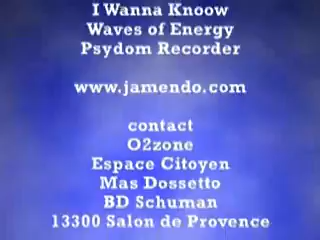 I Wanna Knoow
Waves of Energy
Psydom Recorder
www.jamendo.com
contact
O2zone
Espace Citoyen
Mas Dossetto
BD Schuman
13300 Salon de Provence